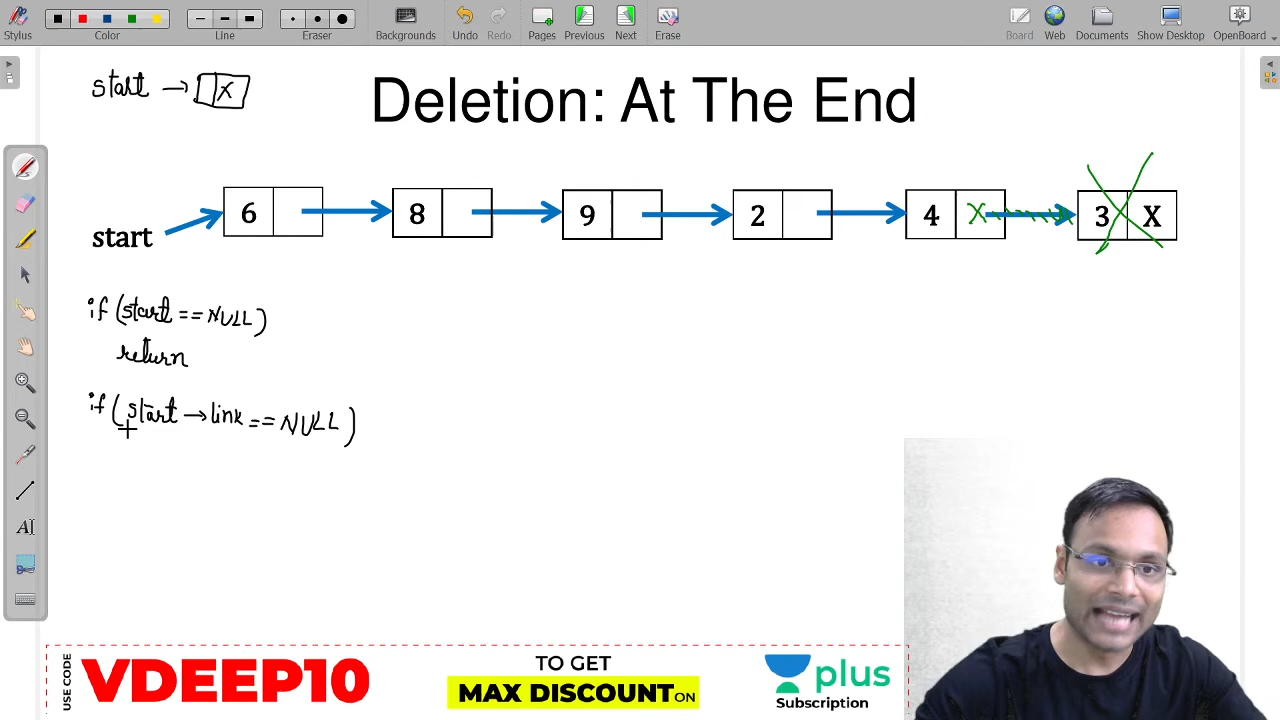 Stylus
Color
Line
Eraser
Backgrounds
Undo
Redo
Pages
Previous
Next
Erase
Board
Web
Documents
Show Desktop
OpenBoard
start → X
Deletion: At The End
start
6
8
9
2
4 X
3 X
if (start == NULL)
return
if (start → link == NULL)
AI
USE CODE
VDEEP10
TO GET
MAX DISCOUNT ON
plus
Subscription